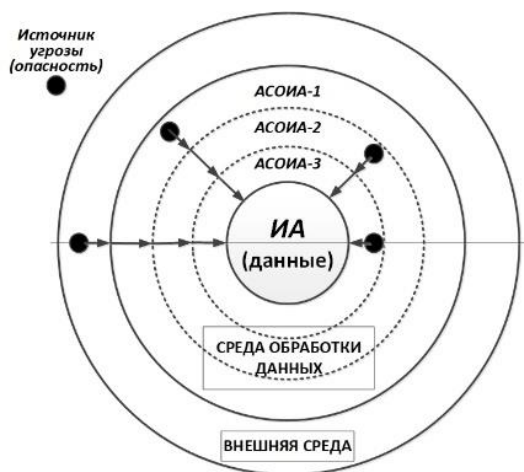 Источник
угрозы
(опасность)
АСОИА-1
АСОИА-2
АСОИА-3
ИА
(данные)
СРЕДА ОБРАБОТКИ
ДАННЫХ
ВНЕШНЯЯ СРЕДА